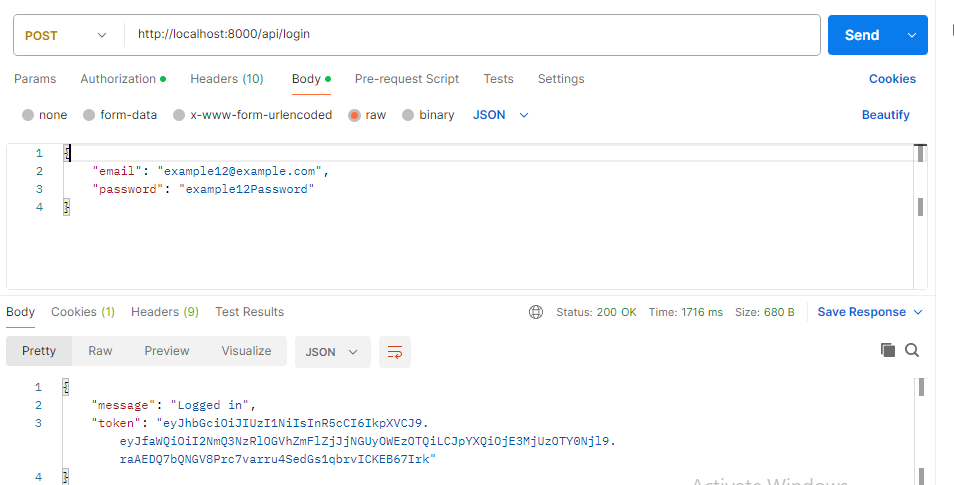 POST http://localhost:8000/api/login Send
Params Authorization Headers (10) Body Pre-request Script Tests Settings Cookies
none form-data x-www-form-urlencoded raw binary JSON Beautify
1 {
2 "email": "example12@example.com",
3 "password": "example12Password"
4 }
Body Cookies (1) Headers (9) Test Results Status: 200 OK Time: 1716 ms Size: 680 B Save Response
Pretty Raw Preview Visualize JSON
1 {
2 "message": "Logged in",
3 "token": "eyJhbGciOiJIUzI1NiIsInR5cCI6IkpXVCJ9.
eyJfaWQiOiI2NmQ3NzRlOGVhZmFlZjJjNGUyOWEzOTQiLCJpYXQiOjE3MjUzOTY0Njl9.
raAEDQ7bQNGV8Prc7varru4SedGs1qbrvICKEB67Irk"
4 }
Activate Windows